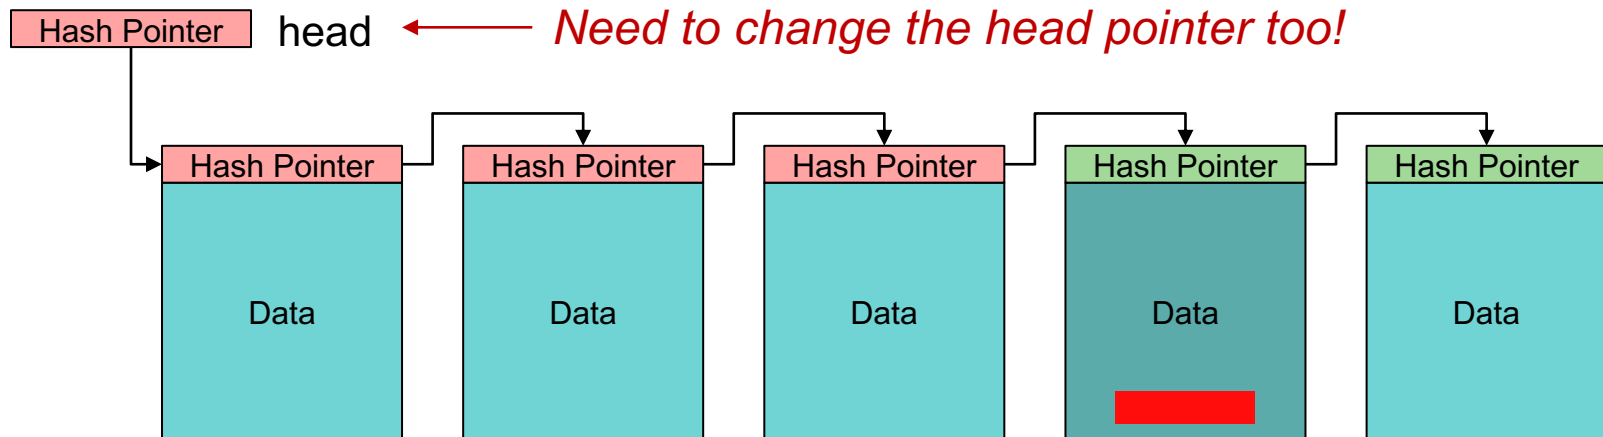 Hash Pointer head Need to change the head pointer too!
Hash Pointer Hash Pointer Hash Pointer Hash Pointer Hash Pointer
Data Data Data Data Data